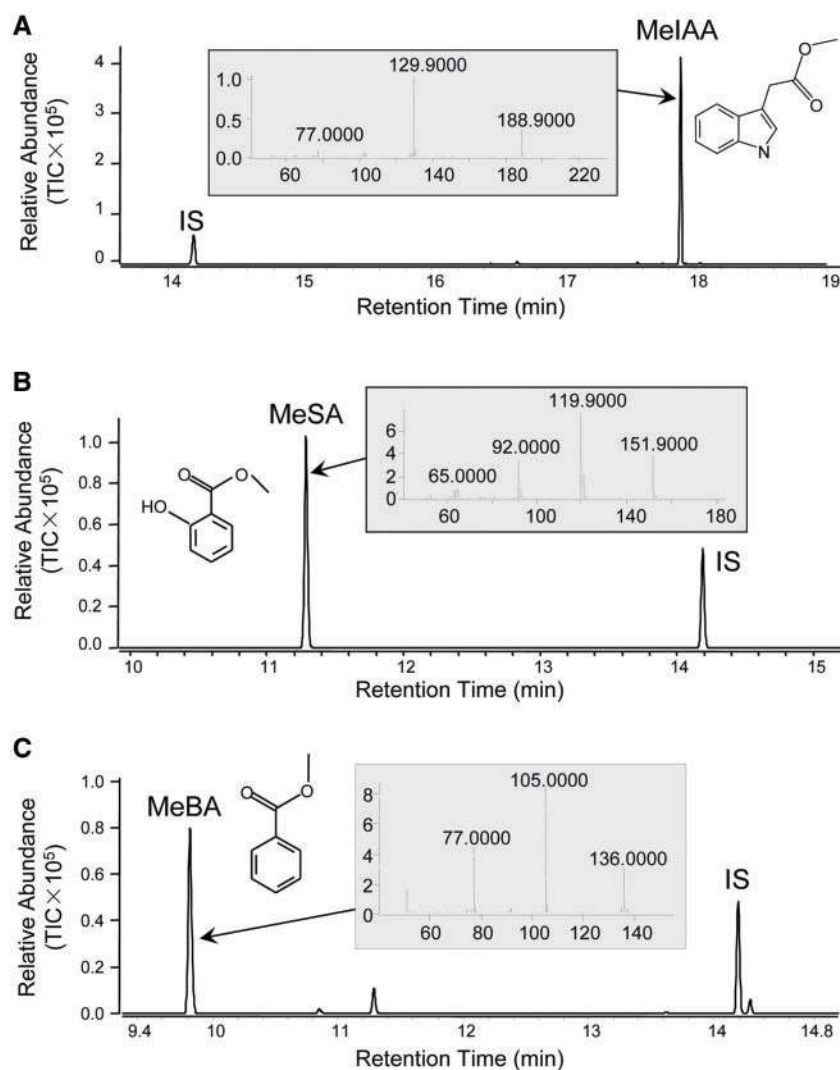 A
MeIAA
Relative Abundance
(TIC×10⁵)
4
3
2
1
0
1.0
0.5
0.0
129.9000
77.0000
188.9000
60 100 140 180 220
O
O
N
IS
14 15 16 17 18 19
Retention Time (min)
B
MeSA
Relative Abundance
(TIC×10⁵)
1.0
0.8
0.6
0.4
0.2
0.0
O
O
HO
6
4
2
0
119.9000
92.0000
151.9000
65.0000
60 100 140 180
IS
10 11 12 13 14 15
Retention Time (min)
C
MeBA
Relative Abundance
(TIC×10⁵)
1.0
0.8
0.6
0.4
0.2
0.0
O
O
8
6
4
2
0
105.0000
77.0000
136.0000
60 80 100 120 140
IS
9.4 10 11 12 13 14 14.8
Retention Time (min)